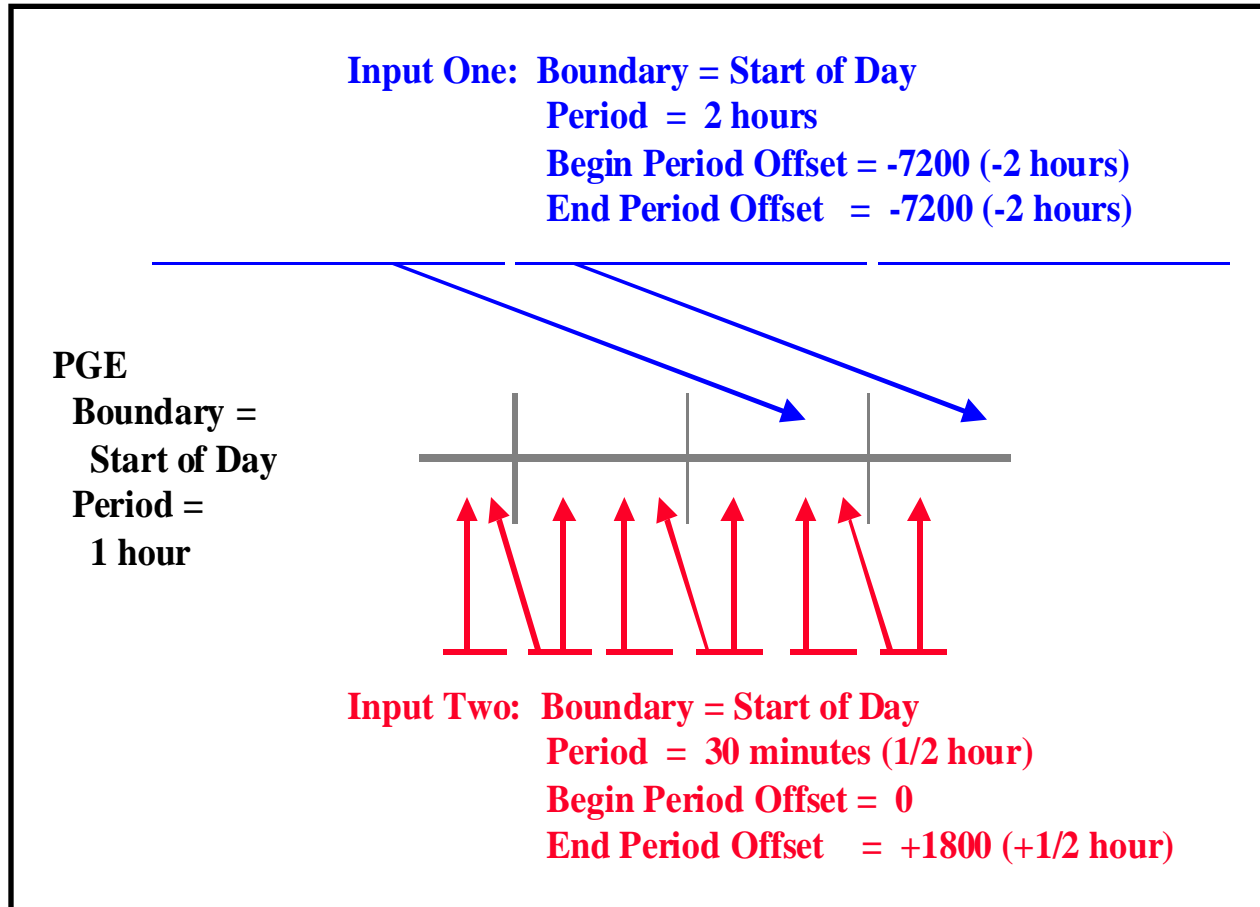 Input One: Boundary = Start of Day
Period = 2 hours
Begin Period Offset = -7200 (-2 hours)
End Period Offset = -7200 (-2 hours)
PGE
Boundary =
Start of Day
Period =
1 hour
Input Two: Boundary = Start of Day
Period = 30 minutes (1/2 hour)
Begin Period Offset = 0
End Period Offset = +1800 (+1/2 hour)